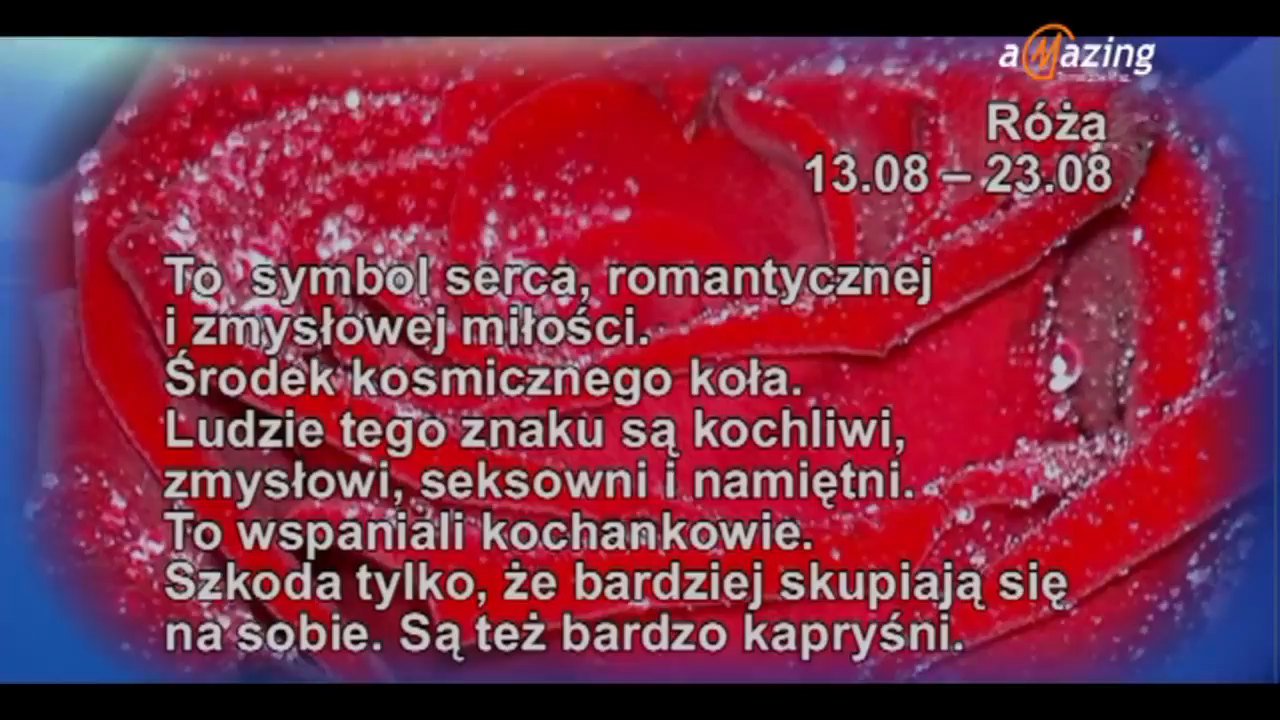 aMazing
Różą
13.08 – 23.08
To symbol serca, romantycznej
i zmysłowej miłości.
Środek kosmicznego koła.
Ludzie tego znaku są kochliwi,
zmysłowi, seksowni i namiętni.
To wspaniali kochankowie.
Szkoda tylko, że bardziej skupiają się
na sobie. Są też bardzo kapryśni.